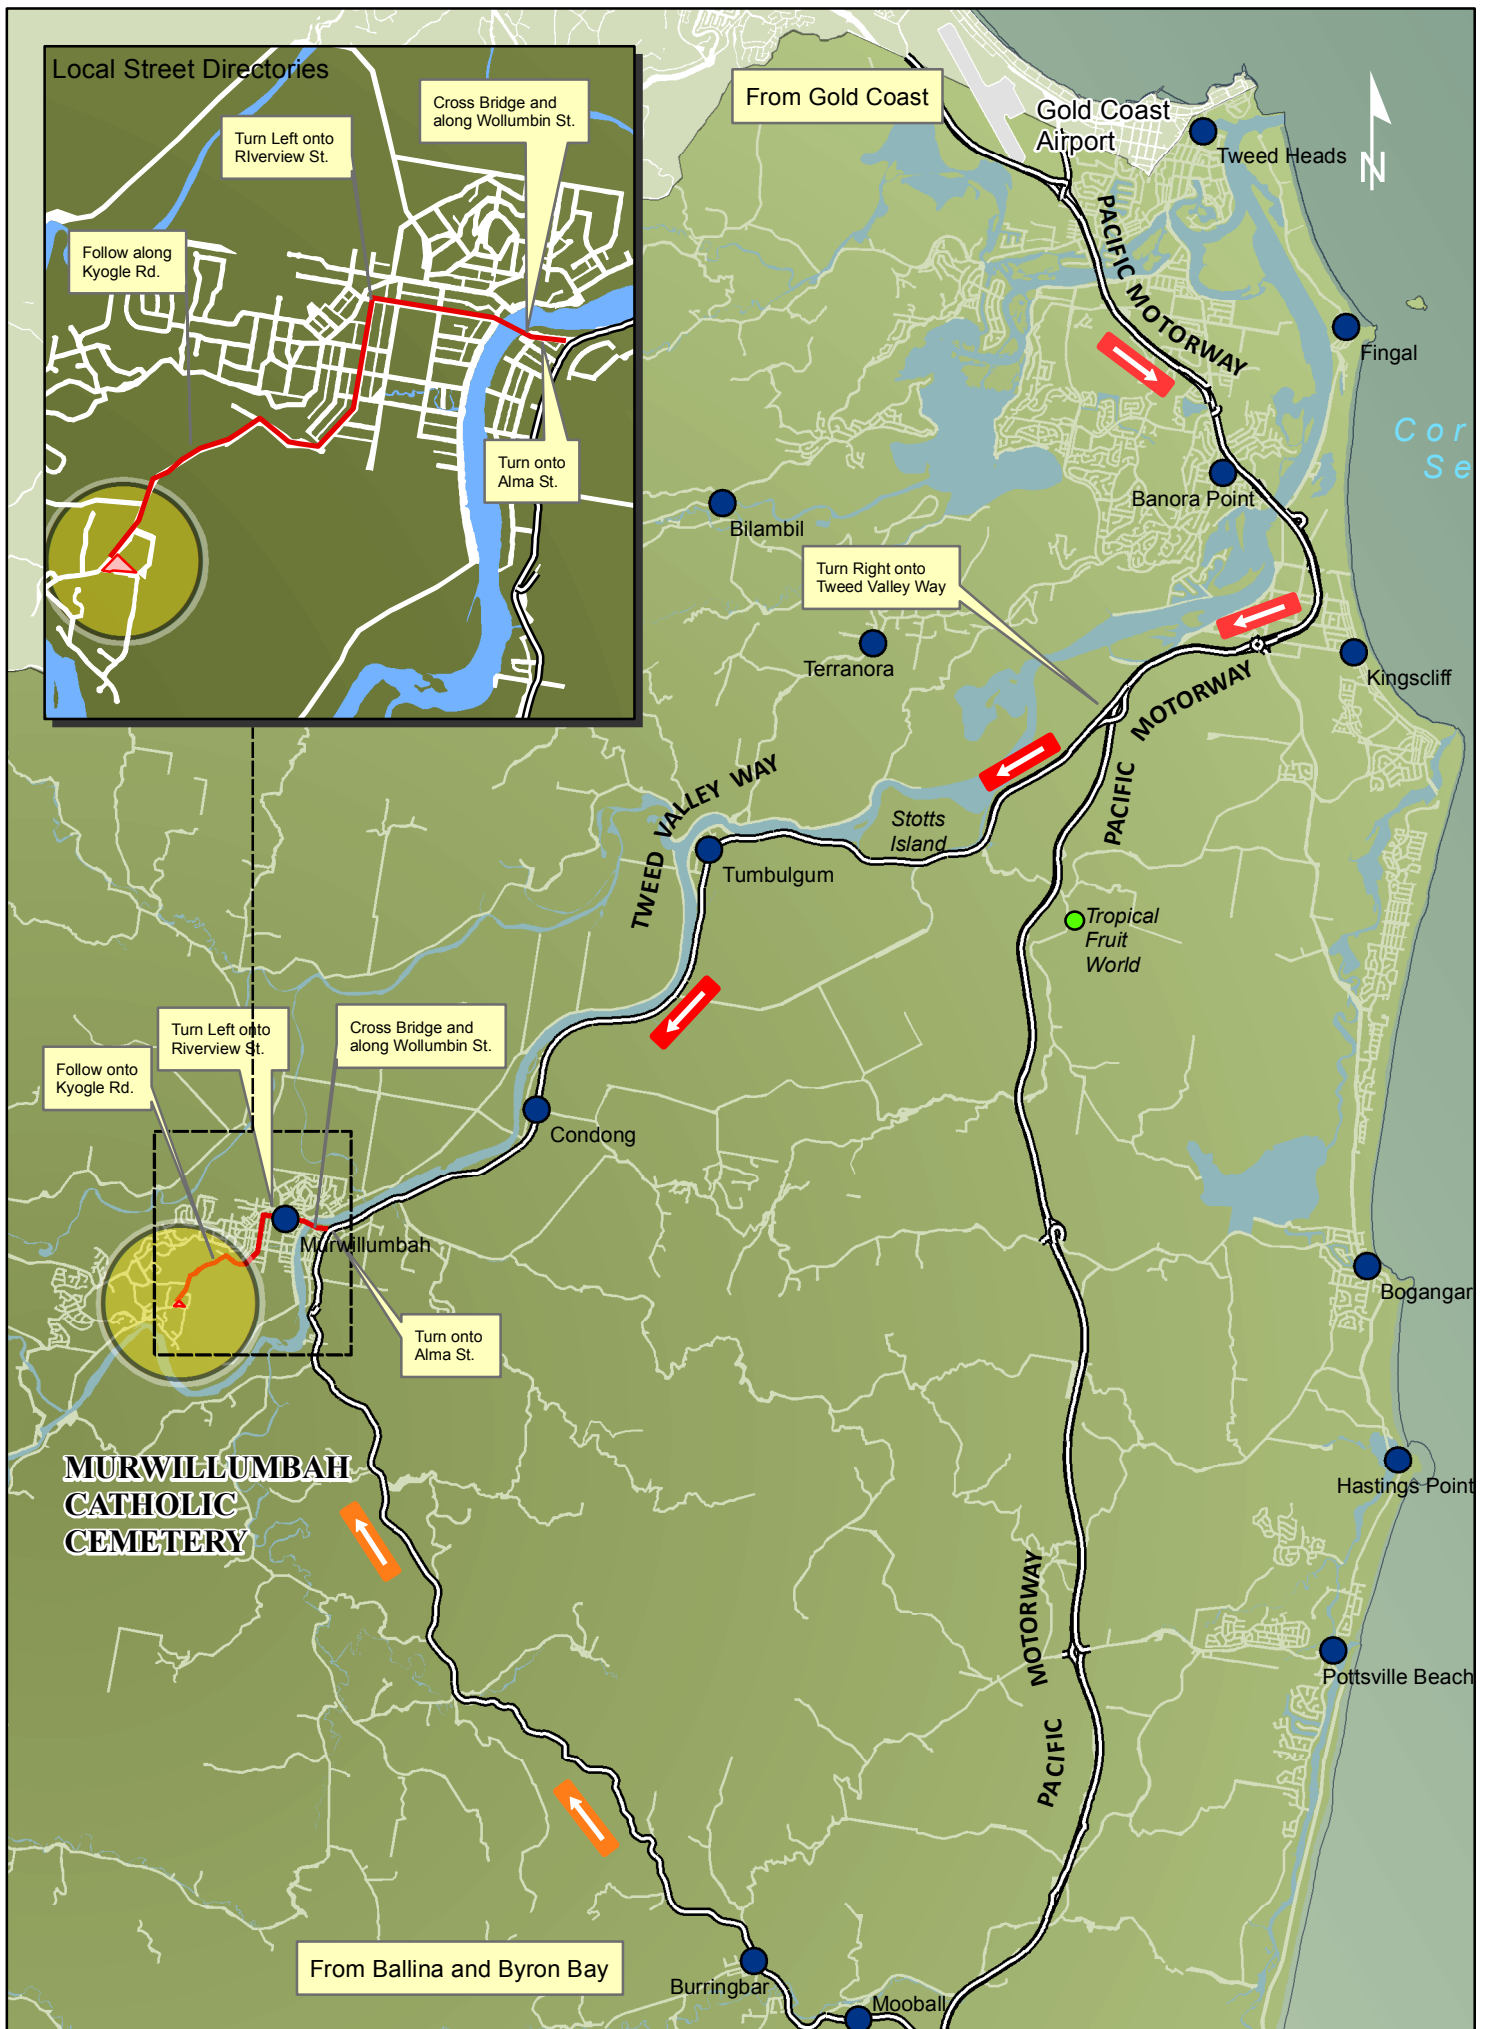 Local Street Directories
Cross Bridge and
along Wollumbin St.
Turn Left onto
RIverview St.
Follow along
Kyogle Rd.
Turn onto
Alma St.
From Gold Coast
Gold Coast
Airport
Tweed Heads
N
PACIFIC MOTORWAY
Fingal
Cor
Se
Banora Point
Bilambil
Turn Right onto
Tweed Valley Way
Terranora
Kingscliff
PACIFIC MOTORWAY
TWEED VALLEY WAY
Stotts
Island
Tumbulgum
Tropical
Fruit
World
Turn Left onto
Riverview St.
Cross Bridge and
along Wollumbin St.
Follow onto
Kyogle Rd.
Condong
Murwillumbah
Turn onto
Alma St.
Bogangar
MURWILLUMBAH
CATHOLIC
CEMETERY
Hastings Point
PACIFIC MOTORWAY
Pottsville Beach
From Ballina and Byron Bay
Burringbar
Mooball